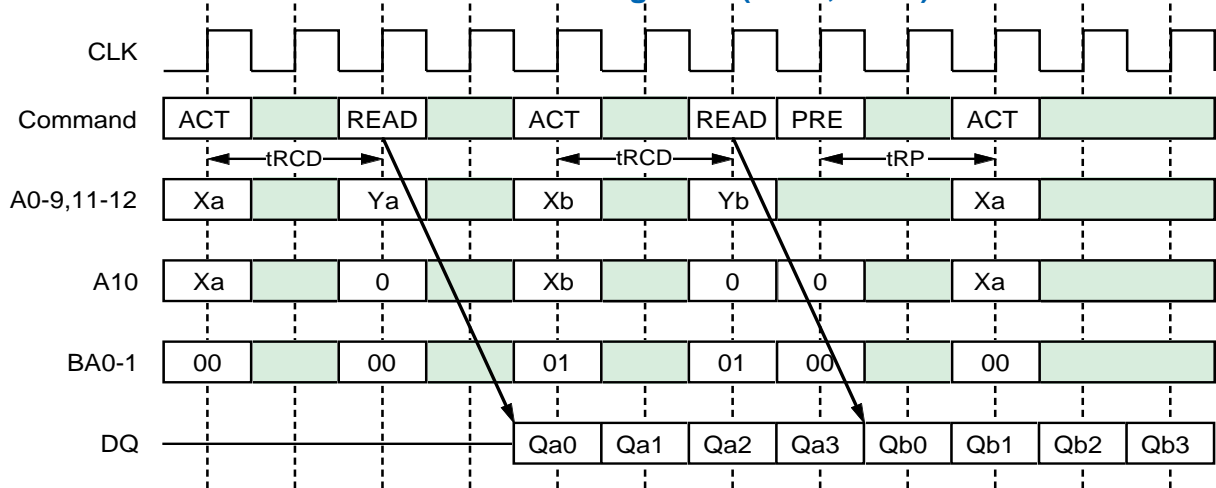 CLK
Command ACT READ ACT READ PRE ACT
tRCD tRCD tRP
A0-9,11-12 Xa Ya Xb Yb Xa
A10 Xa 0 Xb 0 0 Xa
BA0-1 00 00 01 01 00 00
DQ Qa0 Qa1 Qa2 Qa3 Qb0 Qb1 Qb2 Qb3